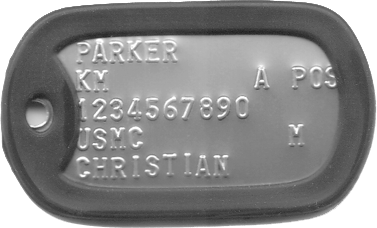 PARKER
KM A POS
1234567890
USMC M
CHRISTIAN